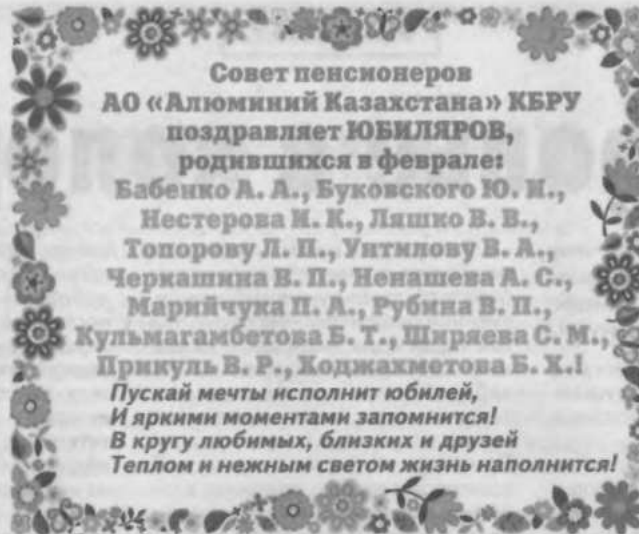 Совет пенсионеров
АО «Алюминий Казахстана» КБРУ
поздравляет ЮБИЛЯРОВ,
родившихся в феврале:
Бабенко А. А., Буковского Ю. И.,
Нестерова И. К., Ляшко В. В.,
Топорову Л. П., Унтилову В. А.,
Черкашина В. П., Ненашева А. С.,
Марийчука П. А., Рубина В. П.,
Кульмагамбетова Б. Т., Ширяева С. М.,
Прикуль В. Р., Ходжахметова Б. Х.!
Пускай мечты исполнит юбилей,
И яркими моментами запомнится!
В кругу любимых, близких и друзей
Теплом и нежным светом жизнь наполнится!